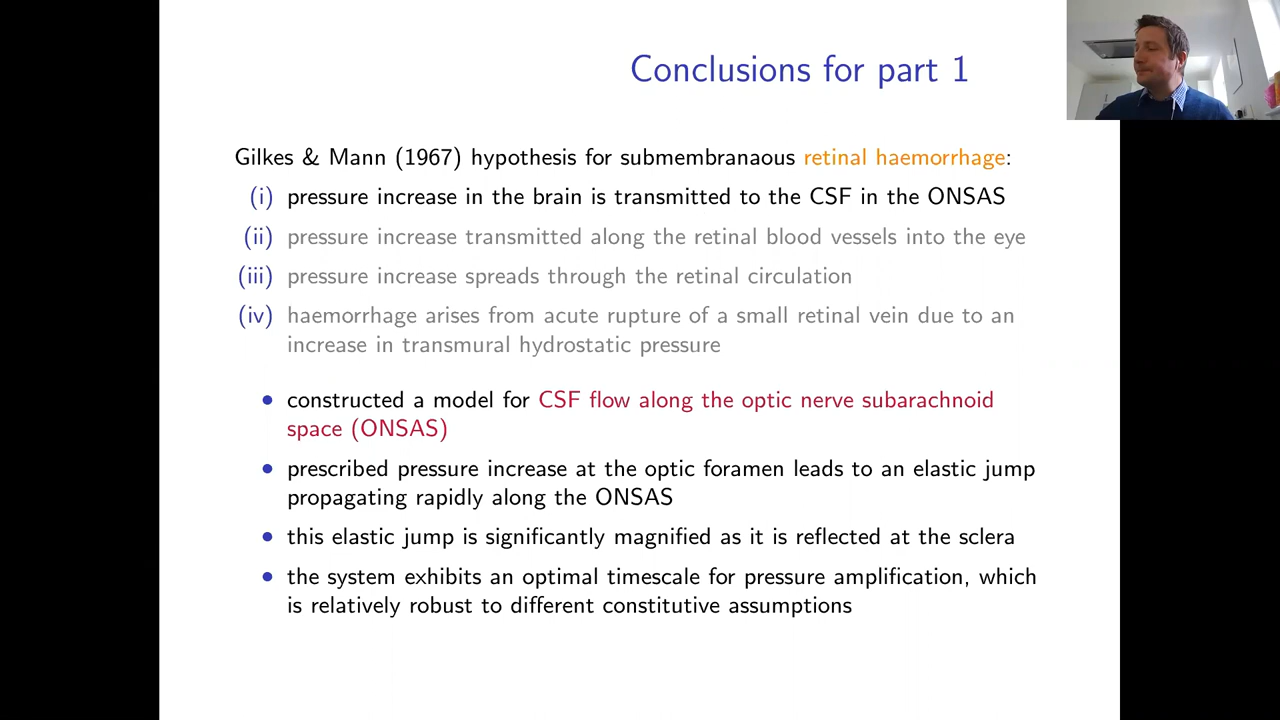 Conclusions for part 1
Gilkes & Mann (1967) hypothesis for submembranaous retinal haemorrhage:
(i) pressure increase in the brain is transmitted to the CSF in the ONSAS
(ii) pressure increase transmitted along the retinal blood vessels into the eye
(iii) pressure increase spreads through the retinal circulation
(iv) haemorrhage arises from acute rupture of a small retinal vein due to an
increase in transmural hydrostatic pressure
• constructed a model for CSF flow along the optic nerve subarachnoid
space (ONSAS)
• prescribed pressure increase at the optic foramen leads to an elastic jump
propagating rapidly along the ONSAS
• this elastic jump is significantly magnified as it is reflected at the sclera
• the system exhibits an optimal timescale for pressure amplification, which
is relatively robust to different constitutive assumptions